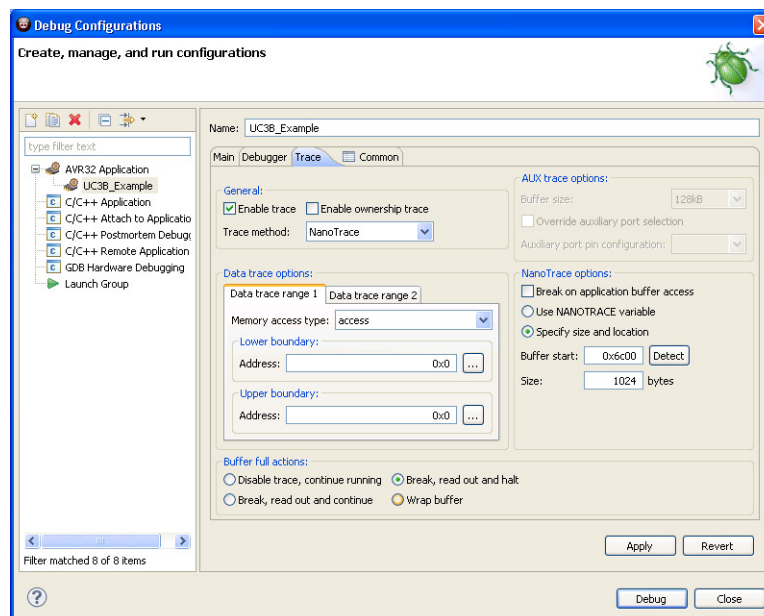 Debug Configurations
Create, manage, and run configurations
type filter text
AVR32 Application
UC3B_Example
C/C++ Application
C/C++ Attach to Applicatio
C/C++ Postmortem Debugg
C/C++ Remote Application
GDB Hardware Debugging
Launch Group
Filter matched 8 of 8 items
Name: UC3B_Example
Main Debugger Trace Common
General:
Enable trace Enable ownership trace
Trace method: NanoTrace
AUX trace options:
Buffer size: 128kB
Override auxiliary port selection
Auxiliary port pin configuration:
Data trace options:
Data trace range 1 Data trace range 2
Memory access type: access
Lower boundary:
Address: 0x0 ...
Upper boundary:
Address: 0x0 ...
NanoTrace options:
Break on application buffer access
Use NANOTRACE variable
Specify size and location
Buffer start: 0x6c00 Detect
Size: 1024 bytes
Buffer full actions:
Disable trace, continue running Break, read out and halt
Break, read out and continue Wrap buffer
Apply Revert
? Debug Close